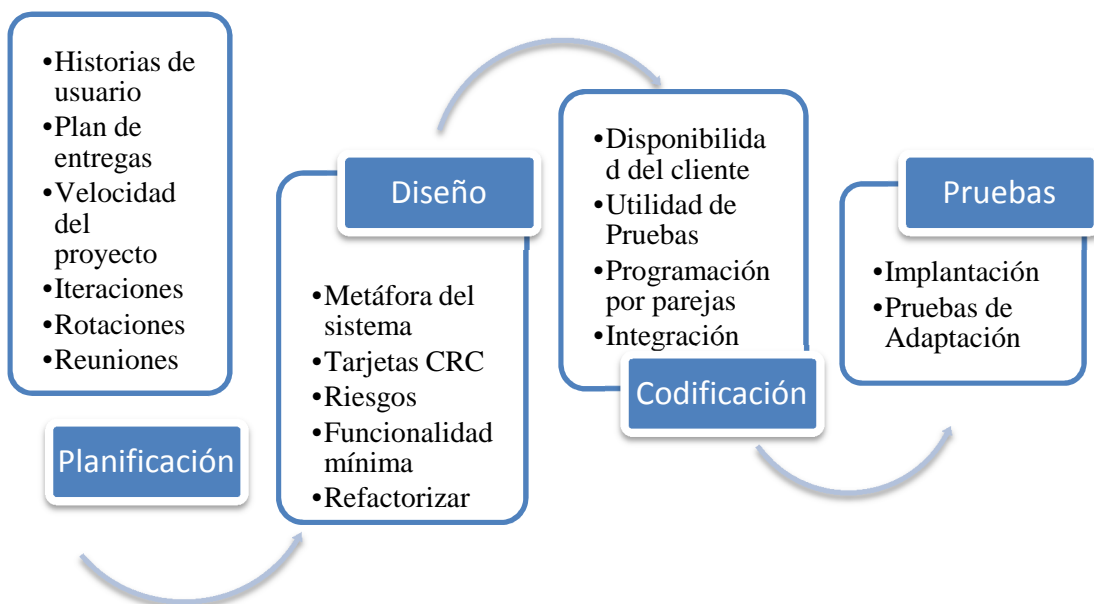 •Historias de
usuario
•Plan de
entregas
•Velocidad
del
proyecto
•Iteraciones
•Rotaciones
•Reuniones
Planificación
Diseño
•Metáfora del
sistema
•Tarjetas CRC
•Riesgos
•Funcionalidad
mínima
•Refactorizar
•Disponibilida
d del cliente
•Utilidad de
Pruebas
•Programación
por parejas
•Integración
Codificación
Pruebas
•Implantación
•Pruebas de
Adaptación